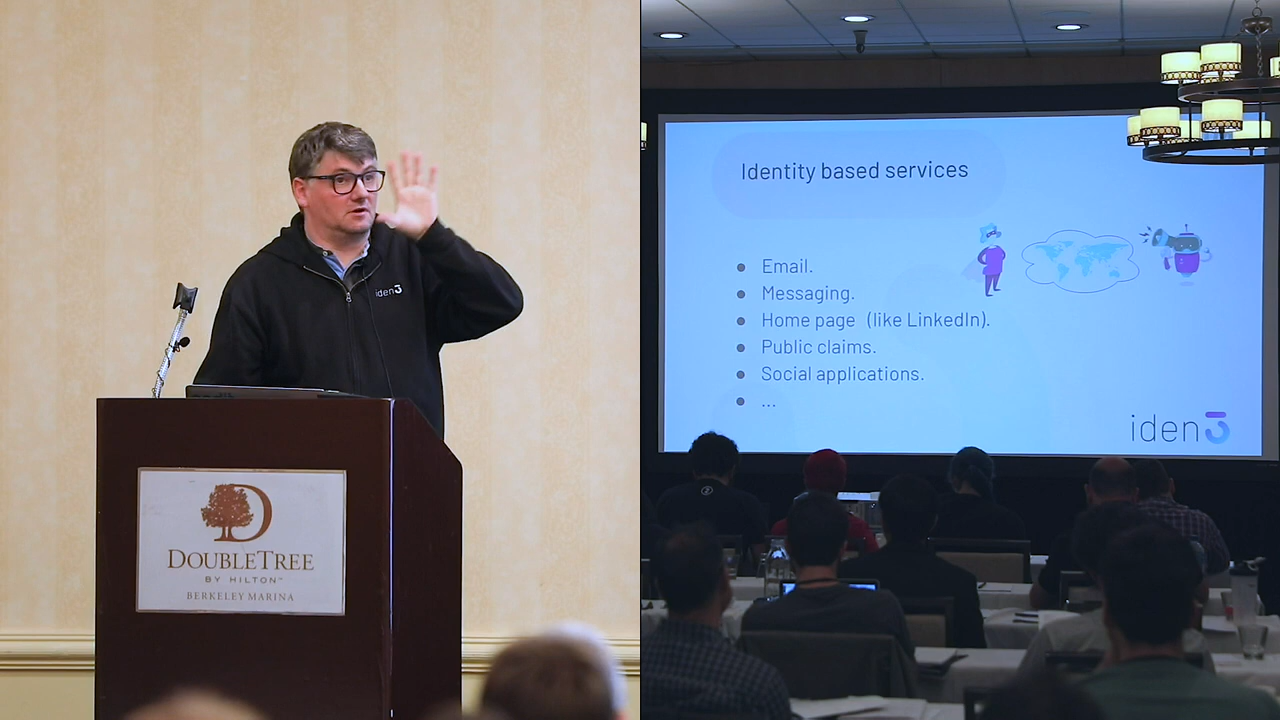 iden3
DOUBLETREE
BY HILTON™
BERKELEY MARINA
Identity based services
Email.
Messaging.
Home page (like LinkedIn).
Public claims.
Social applications.
...
iden3